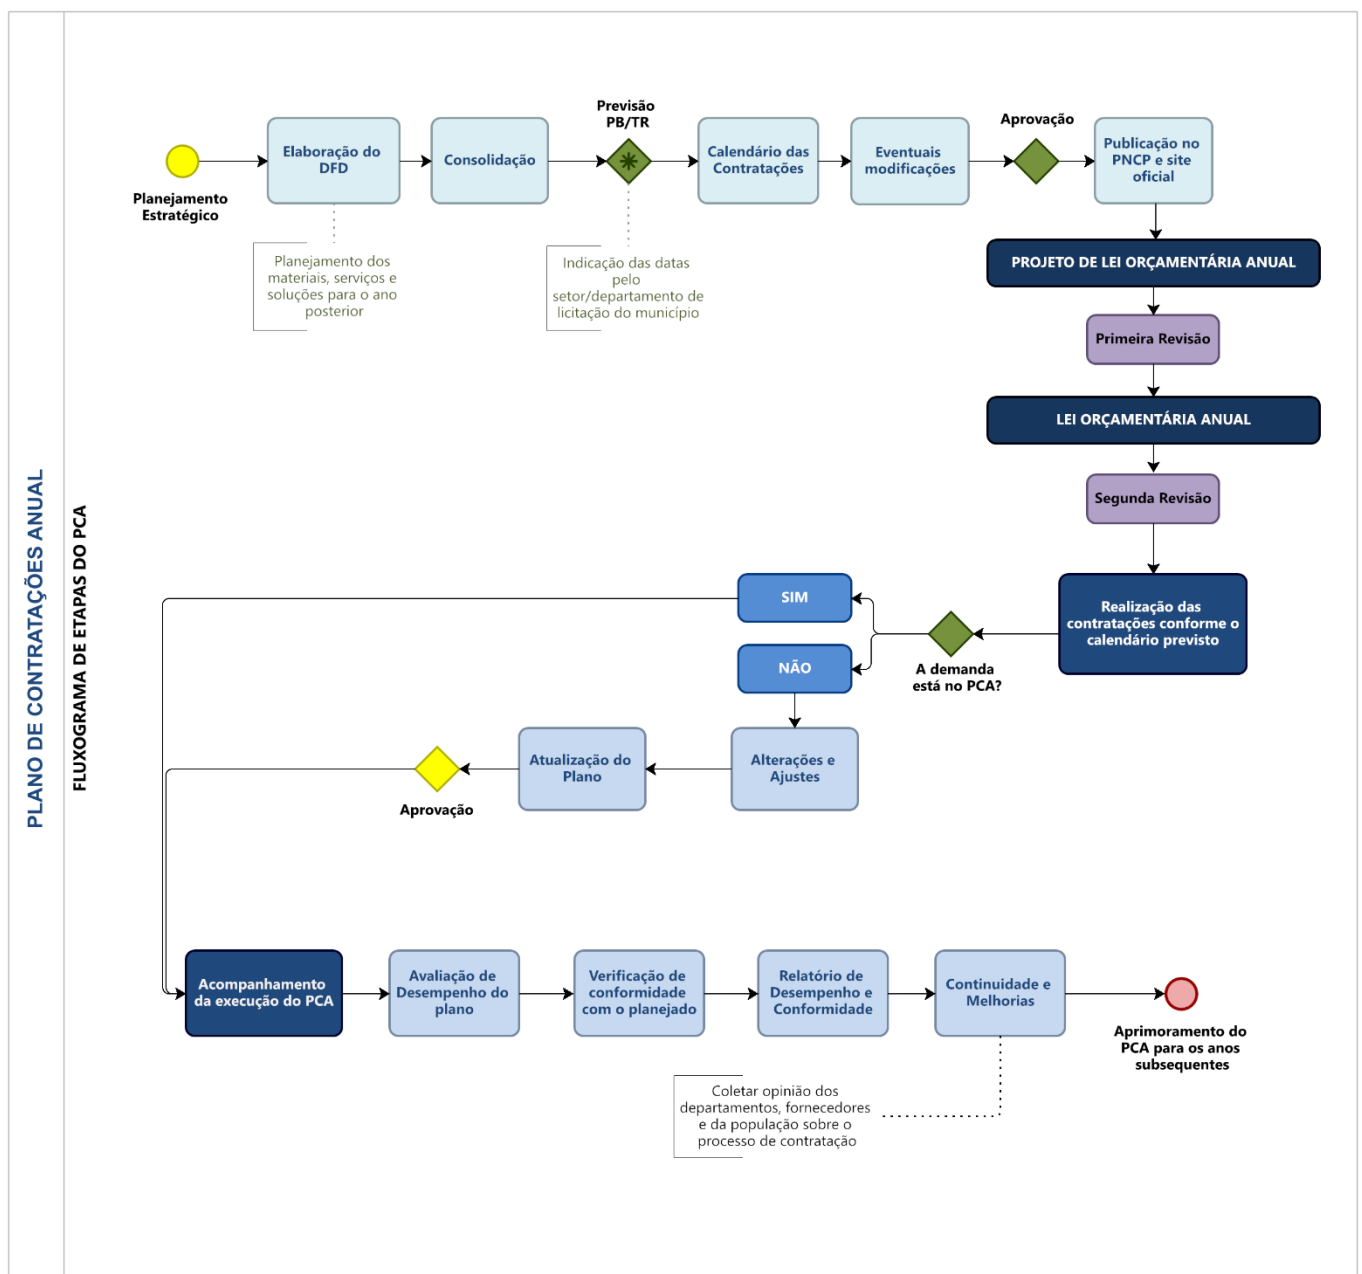 PLANO DE CONTRATAÇÕES ANUAL
FLUXOGRAMA DE ETAPAS DO PCA
Planejamento
Estratégico
Elaboração do
DFD
Planejamento dos
materiais, serviços e
soluções para o ano
posterior
Consolidação
Previsão
PB/TR
Indicação das datas
pelo
setor/departamento de
licitação do município
Calendário das
Contratações
Eventuais
modificações
Aprovação
Publicação no
PNCP e site
oficial
PROJETO DE LEI ORÇAMENTÁRIA ANUAL
Primeira Revisão
LEI ORÇAMENTÁRIA ANUAL
Segunda Revisão
Realização das
contratações conforme o
calendário previsto
A demanda
está no PCA?
SIM
NÃO
Alterações e
Ajustes
Atualização do
Plano
Aprovação
Acompanhamento
da execução do PCA
Avaliação de
Desempenho do
plano
Verificação de
conformidade
com o planejado
Relatório de
Desempenho e
Conformidade
Continuidade e
Melhorias
Coletar opinião dos
departamentos, fornecedores
e da população sobre o
processo de contratação
Aprimoramento do
PCA para os anos
subsequentes